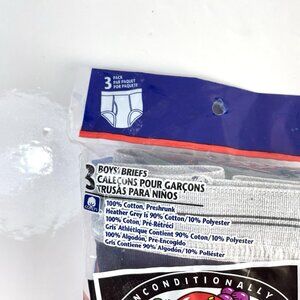 3 PACK
PAR PAQUET
POR PAQUETE
3 BOYS' BRIEFS
CALEÇONS POUR GARÇONS
TRUSAS PARA NIÑOS
100% Cotton, Preshrunk
Heather Grey is 90% Cotton/10% Polyester
100% Coton, Pré-Rétréci
Gris Athlétique Contient 90% Coton/10% Polyester
100% Algodón, Pre-Encogido
Gris Contiene 90% Algodón/10% Poliéster
UNCONDITIONALLY